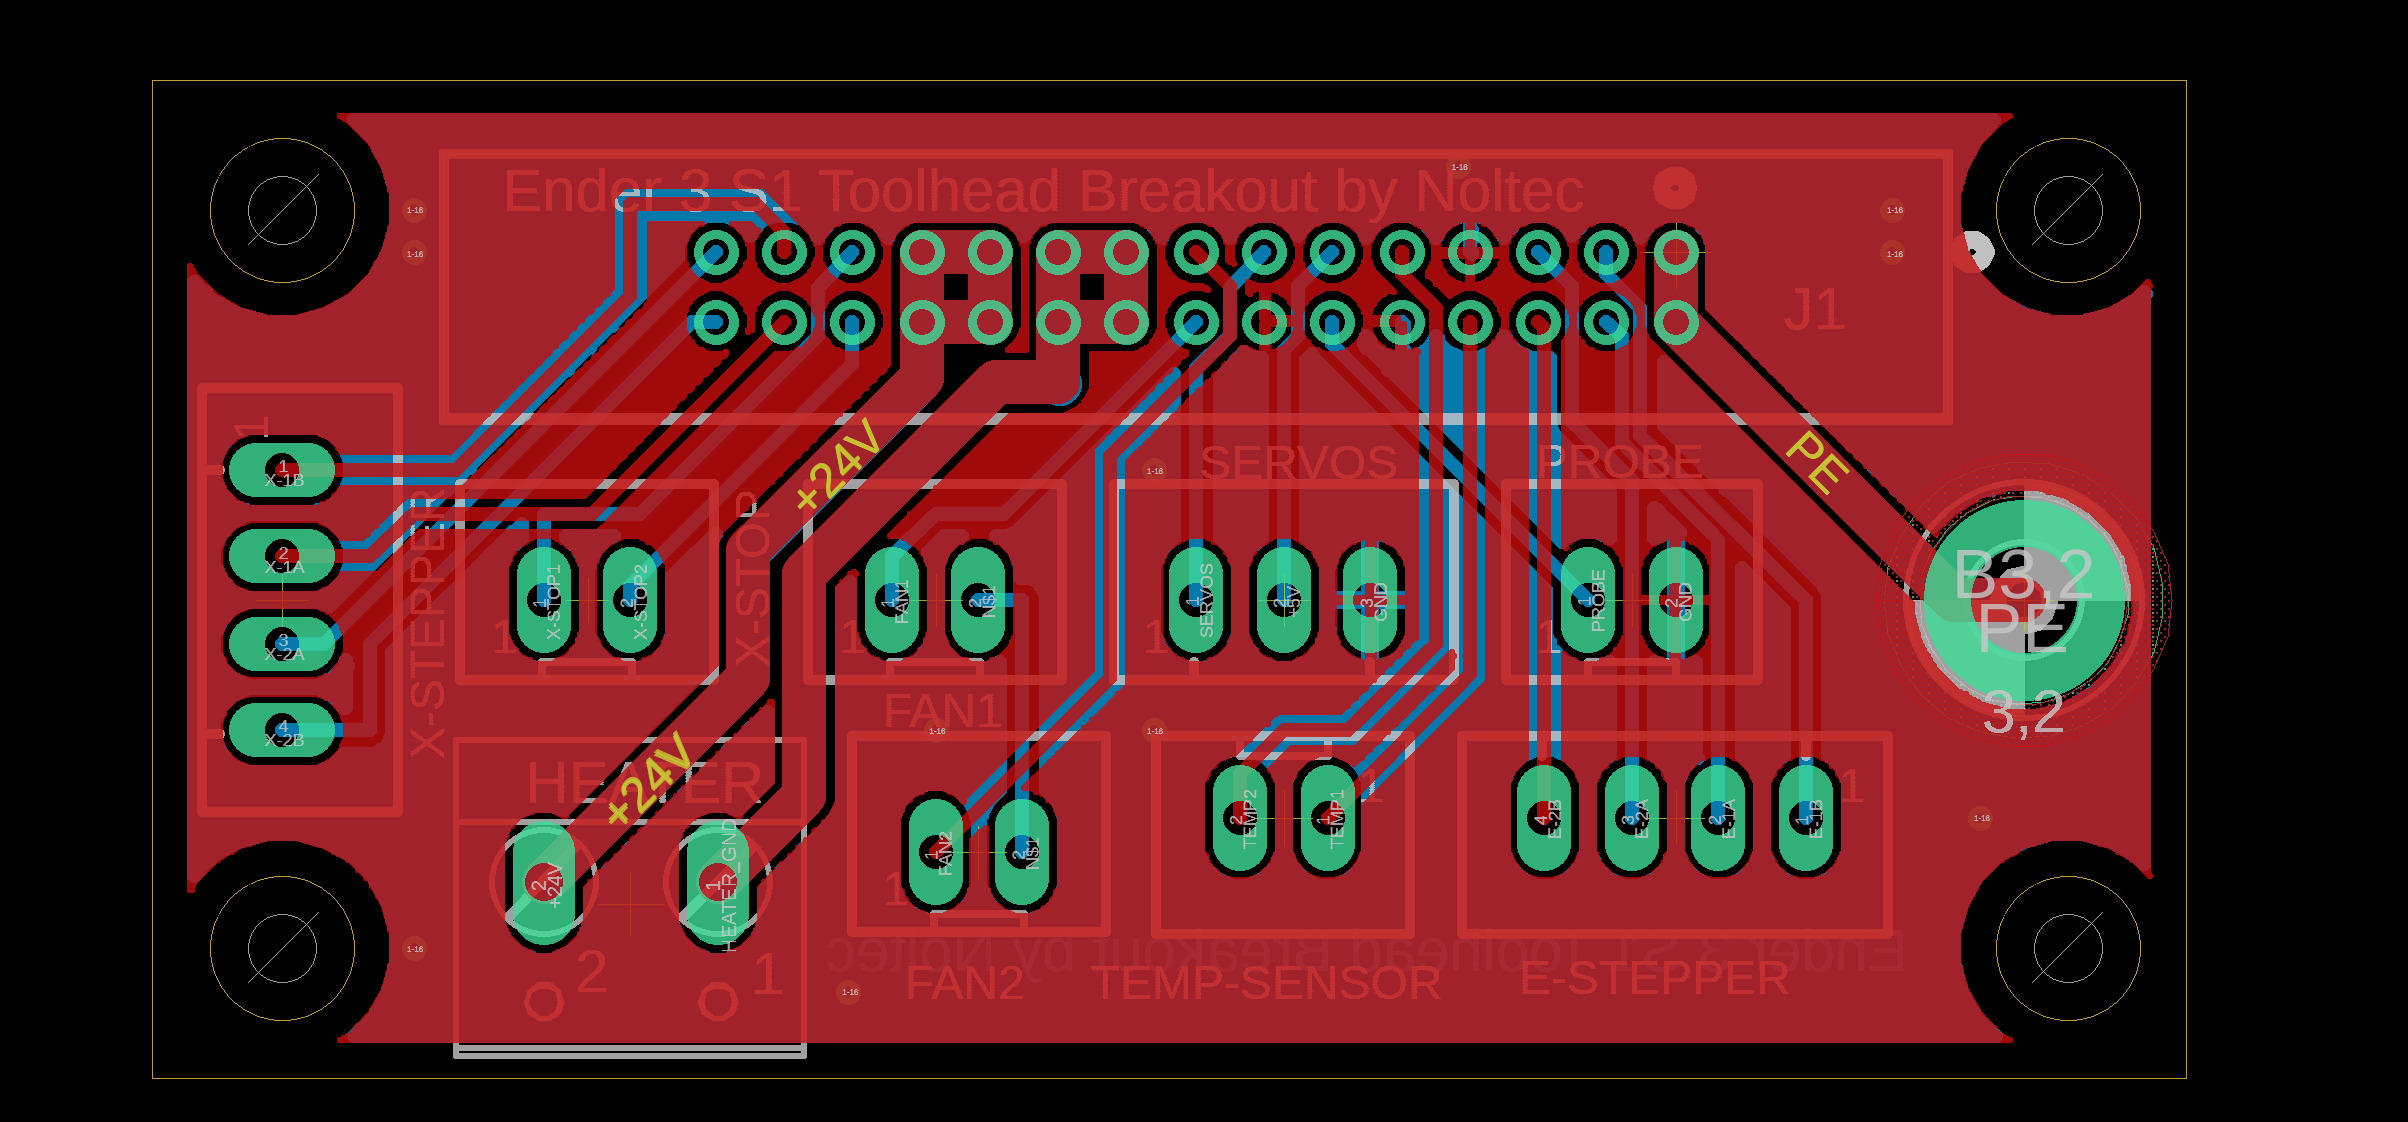 Ender 3 S1 Toolhead Breakout by Noltec
1-16
1-16
1-16
1-16
1-16
J1
+24V
PE
1
1
X-1B
2
X-1A
3
X-2A
4
X-2B
X-STEPPER
1
X-STOP1
2
X-STOP2
1
X-STOP
1
FAN1
2
N$1
1
FAN1
1-16
SERVOS
1
SERVOS
2
+5V
3
GND
1
PROBE
1
PROBE
2
GND
1
B3,2
PE
3,2
1-16
1-16
HEATER
+24V
2
+24V
1
HEATER_GND
2
1
1
FAN2
2
N$1
1
FAN2
2
TEMP2
1
TEMP1
1
TEMP-SENSOR
4
E-2B
3
E-2A
2
E-1A
1
E-1B
1
E-STEPPER
1-16
1-16
1-16
Ender 3 S1 Toolhead Breakout by Noltec